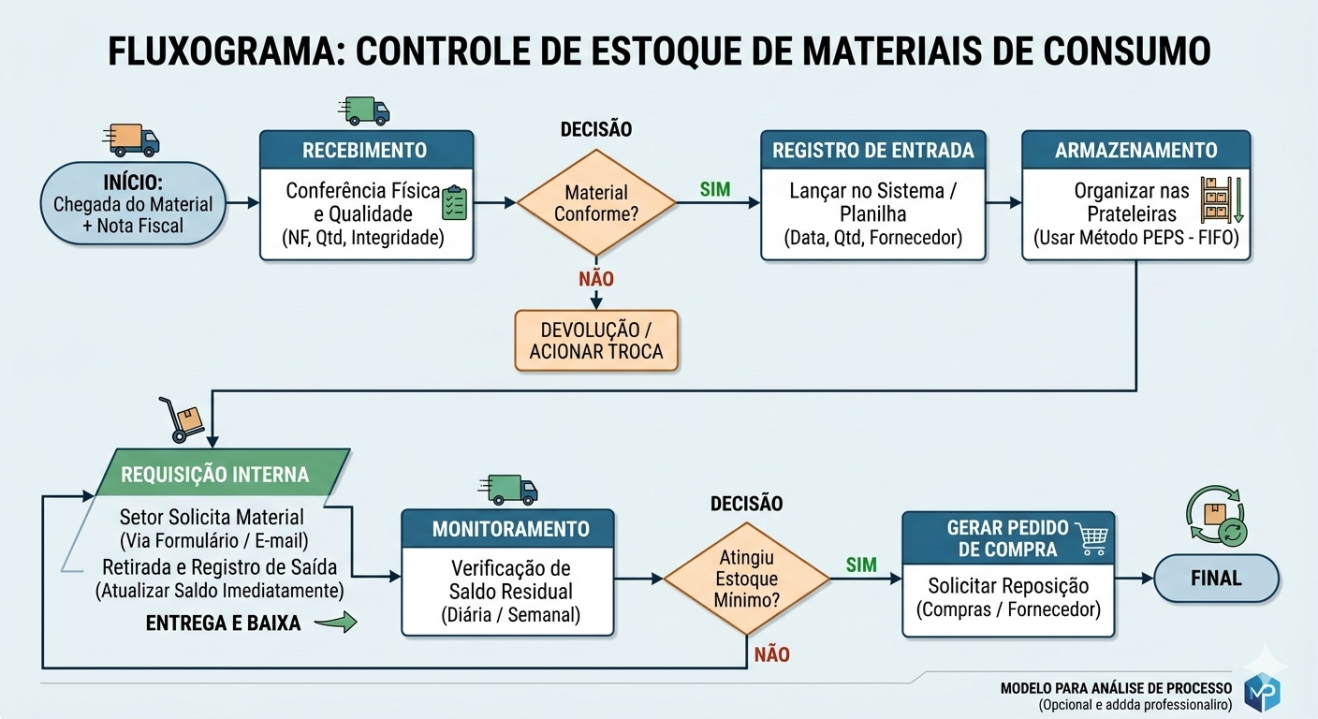 FLUXOGRAMA: CONTROLE DE ESTOQUE DE MATERIAIS DE CONSUMO
INÍCIO:
Chegada do Material
+ Nota Fiscal
RECEBIMENTO
Conferência Física
e Qualidade
(NF, Qtd, Integridade)
DECISÃO
Material
Conforme?
SIM
NÃO
DEVOLUÇÃO /
ACIONAR TROCA
REGISTRO DE ENTRADA
Lançar no Sistema /
Planilha
(Data, Qtd, Fornecedor)
ARMAZENAMENTO
Organizar nas
Prateleiras
(Usar Método PEPS - FIFO)
REQUISIÇÃO INTERNA
Setor Solicita Material
(Via Formulário / E-mail)
Retirada e Registro de Saída
(Atualizar Saldo Imediatamente)
ENTREGA E BAIXA
MONITORAMENTO
Verificação de
Saldo Residual
(Diária / Semanal)
DECISÃO
Atingiu
Estoque
Mínimo?
SIM
NÃO
GERAR PEDIDO
DE COMPRA
Solicitar Reposição
(Compras / Fornecedor)
FINAL
MODELO PARA ANÁLISE DE PROCESSO
(Opcional e addda professionaliro)
MP